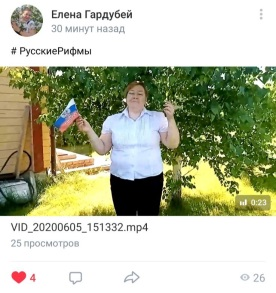 Елена Гардубей
30 минут назад
# РусскиеРифмы
0:23
VID_20200605_151332.mp4
25 просмотров
4
26